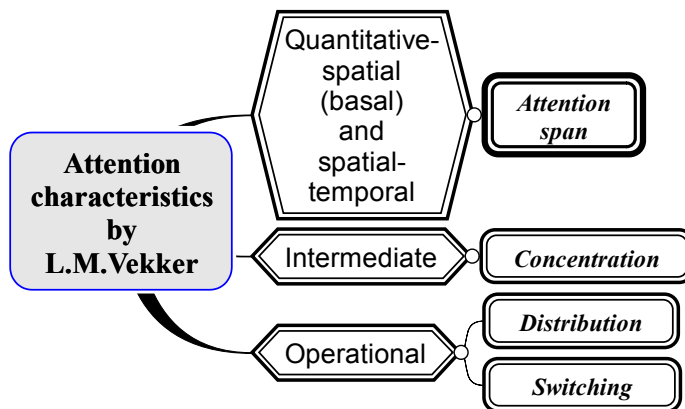 Attention
characteristics
by
L.M.Vekker
Quantitative-
spatial
(basal)
and
spatial-
temporal
Attention
span
Intermediate
Concentration
Operational
Distribution
Switching